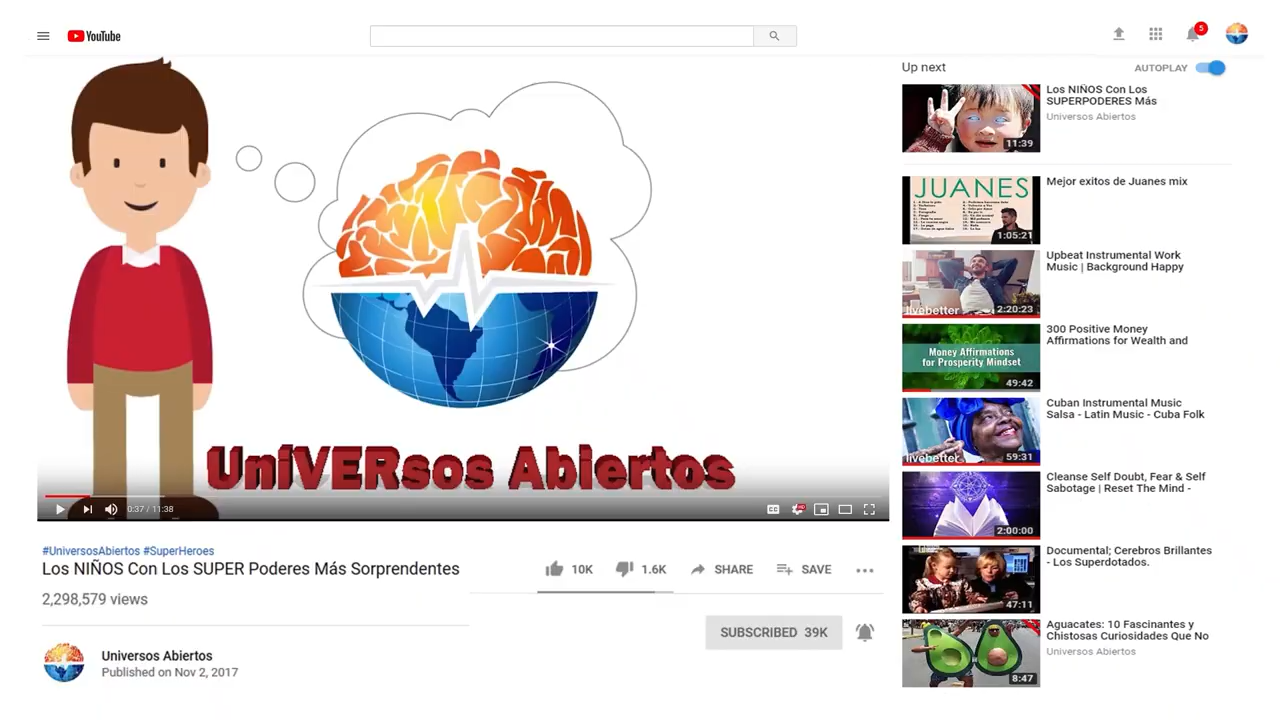 YouTube
5
Up next
AUTOPLAY
Los NIÑOS Con Los
SUPERPODERES Más
Universos Abiertos
11:39
JUANES
1:05:21
Mejor exitos de Juanes mix
Upbeat Instrumental Work
Music | Background Happy
livebetter
2:20:23
300 Positive Money
Affirmations for Wealth and
Money Affirmations
for Prosperity Mindset
49:42
Cuban Instrumental Music
Salsa - Latin Music - Cuba Folk
livebetter
59:31
Cleanse Self Doubt, Fear & Self
Sabotage | Reset The Mind -
2:00:00
Documental; Cerebros Brillantes
- Los Superdotados.
47:11
Aguacates: 10 Fascinantes y
Chistosas Curiosidades Que No
Universos Abiertos
8:47
UniVERsos Abiertos
0:37 / 11:38
CC
HD
#UniversosAbiertos #SuperHeroes
Los NIÑOS Con Los SUPER Poderes Más Sorprendentes
10K
1.6K
SHARE
SAVE
2,298,579 views
SUBSCRIBED 39K
Universos Abiertos
Published on Nov 2, 2017